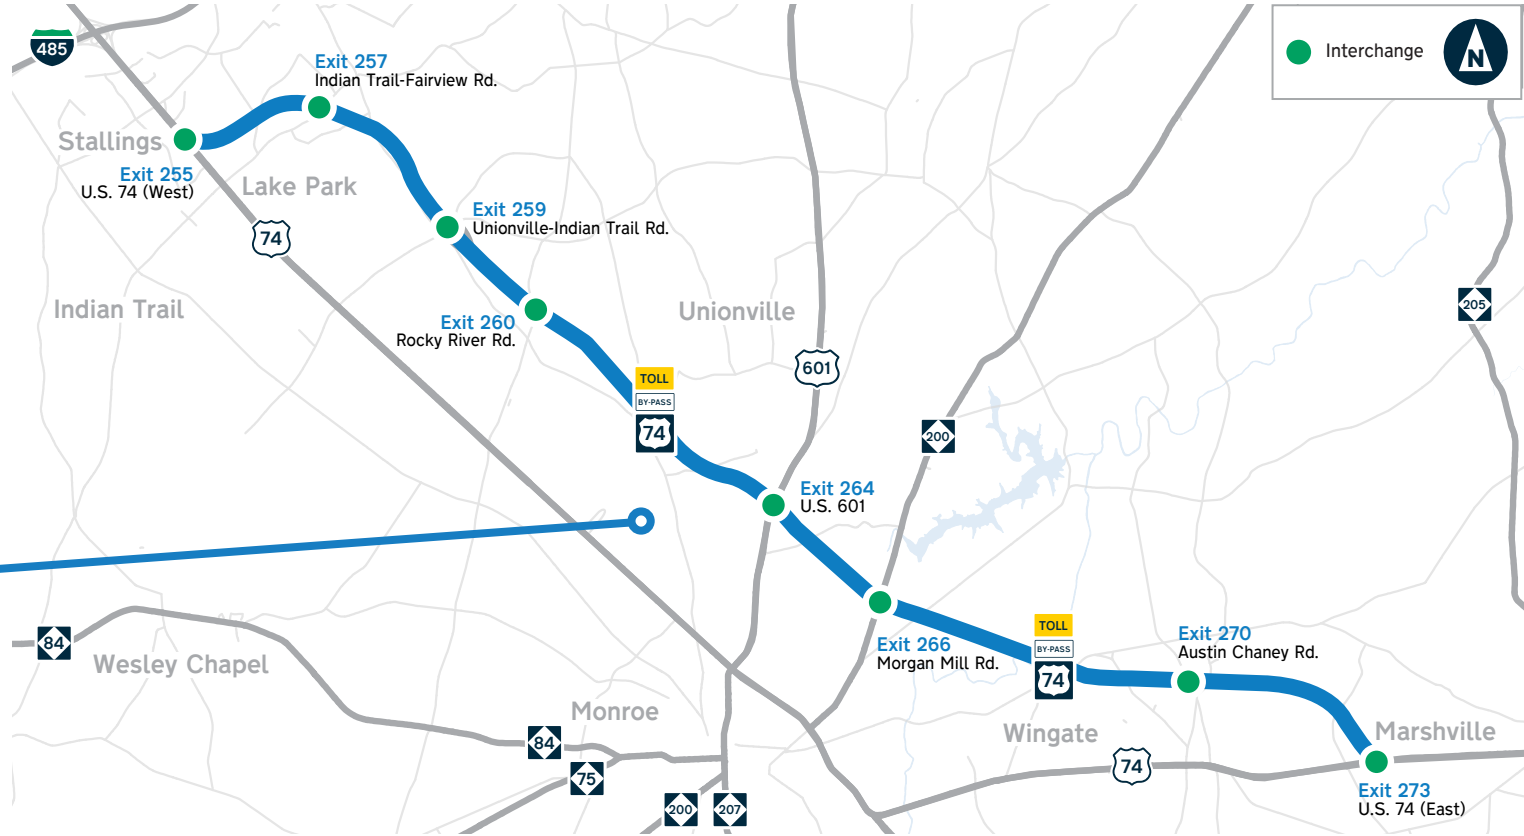 485
Exit 257
Indian Trail-Fairview Rd.
Interchange
N
Stallings
Exit 255
U.S. 74 (West)
Lake Park
74
Exit 259
Unionville-Indian Trail Rd.
Indian Trail
Exit 260
Rocky River Rd.
Unionville
205
601
TOLL
BY-PASS
74
200
Exit 264
U.S. 601
84
Wesley Chapel
Exit 266
Morgan Mill Rd.
TOLL
BY-PASS
74
Exit 270
Austin Chaney Rd.
Monroe
84
75
200
207
Wingate
74
Marshville
Exit 273
U.S. 74 (East)